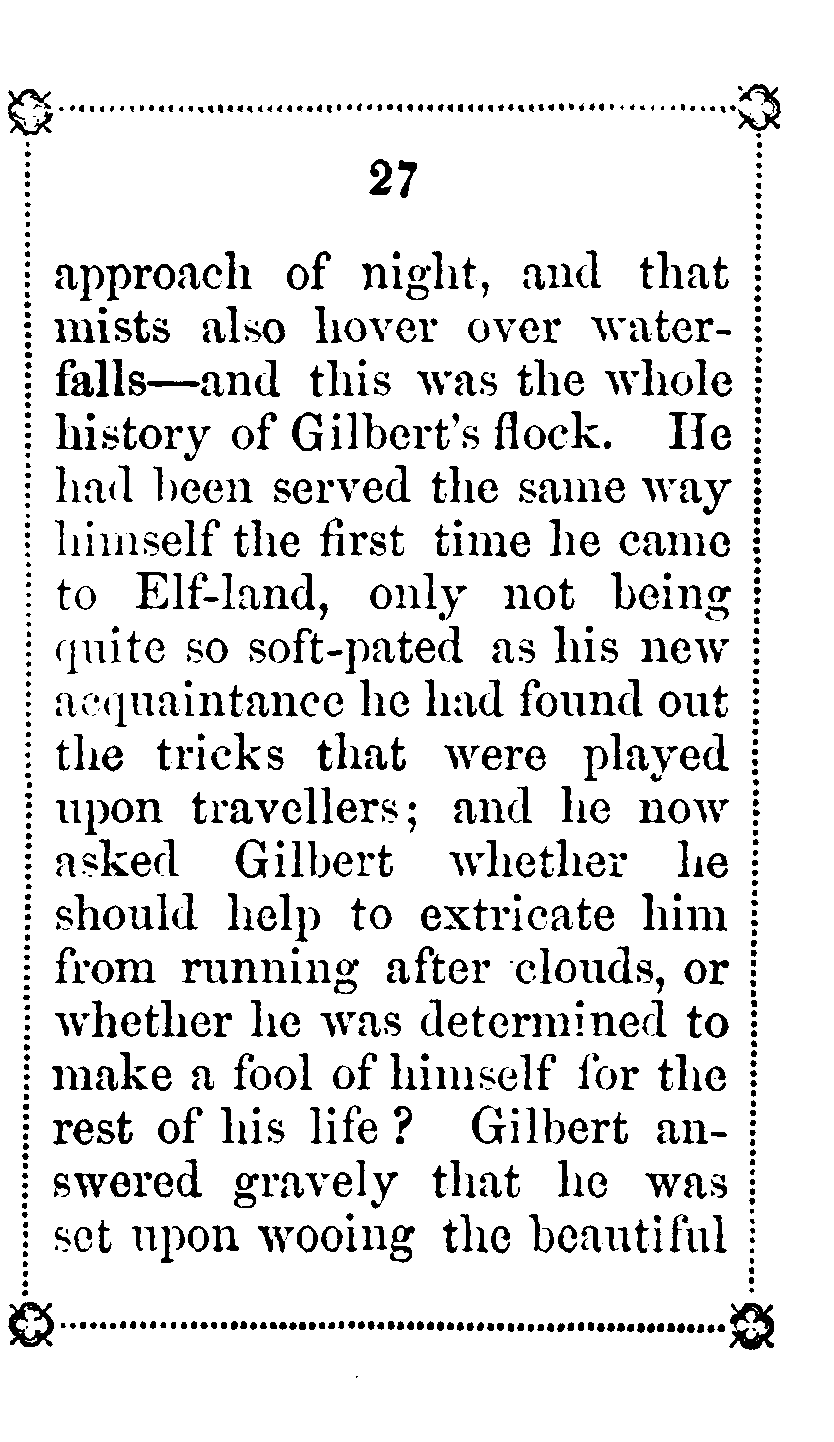 27
approach of night, and that
mists also hover over water-
falls—and this was the whole
history of Gilbert's flock. He
had been served the same way
himself the first time he came
to Elf-land, only not being
quite so soft-pated as his new
acquaintance he had found out
the tricks that were played
upon travellers; and he now
asked Gilbert whether he
should help to extricate him
from running after clouds, or
whether he was determined to
make a fool of himself for the
rest of his life? Gilbert an-
swered gravely that he was
set upon wooing the beautiful